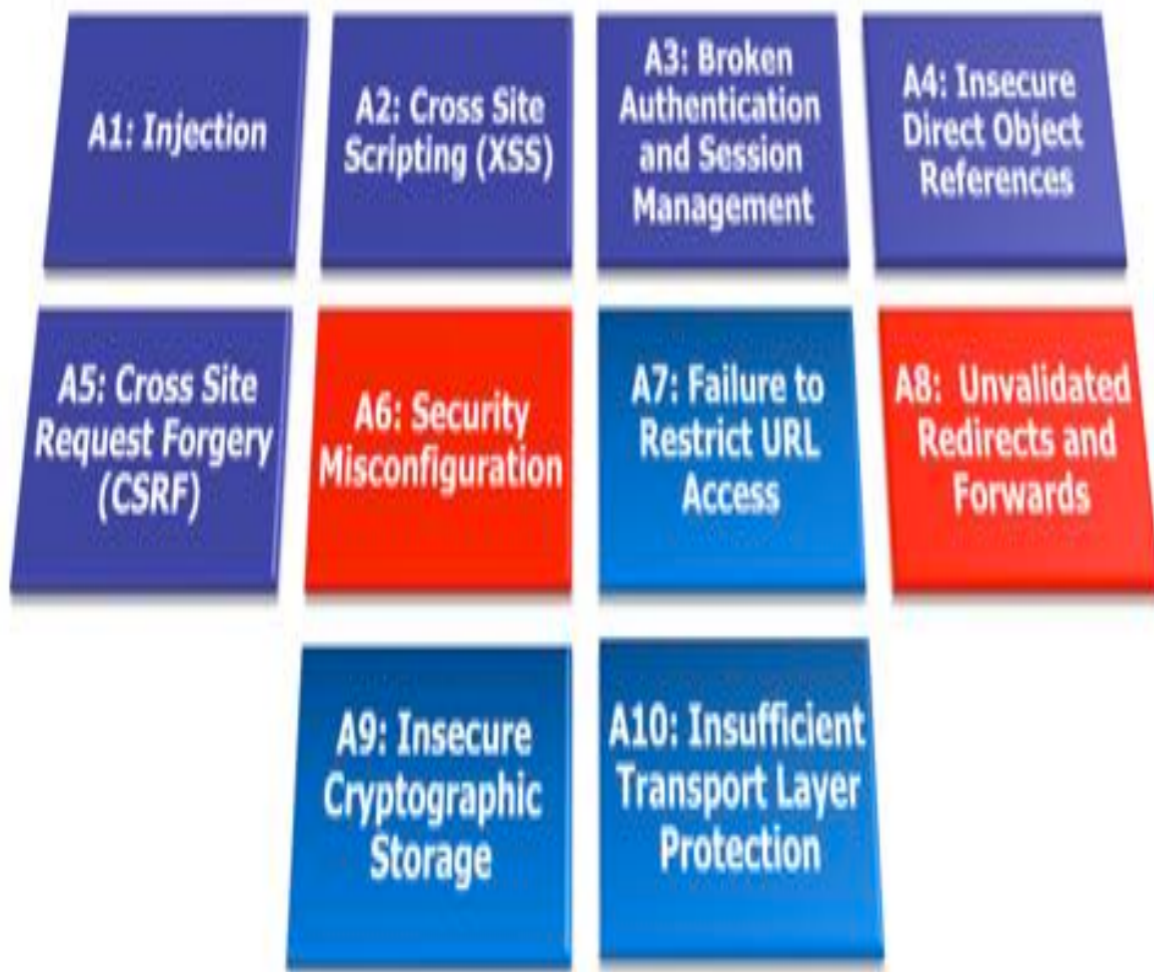 A1: Injection
A2: Cross Site
Scripting (XSS)
A3: Broken
Authentication
and Session
Management
A4: Insecure
Direct Object
References
A5: Cross Site
Request Forgery
(CSRF)
A6: Security
Misconfiguration
A7: Failure to
Restrict URL
Access
A8: Unvalidated
Redirects and
Forwards
A9: Insecure
Cryptographic
Storage
A10: Insufficient
Transport Layer
Protection